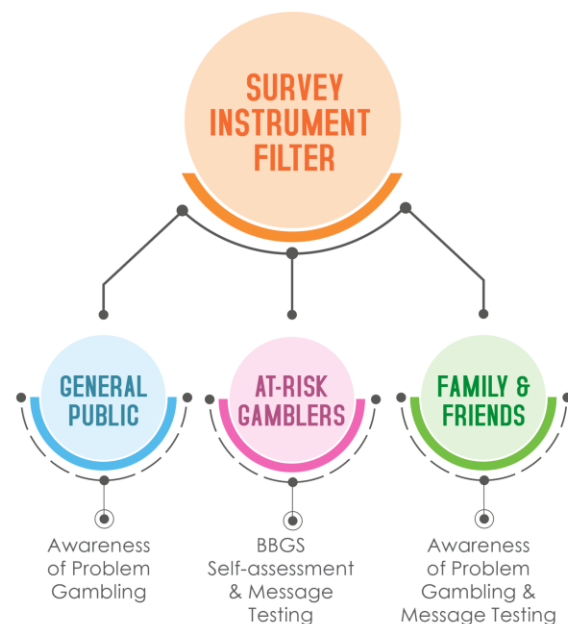 SURVEY
INSTRUMENT
FILTER
GENERAL
PUBLIC
AT-RISK
GAMBLERS
FAMILY &
FRIENDS
Awareness
of Problem
Gambling
BBGS
Self-assessment
& Message
Testing
Awareness
of Problem
Gambling &
Message Testing